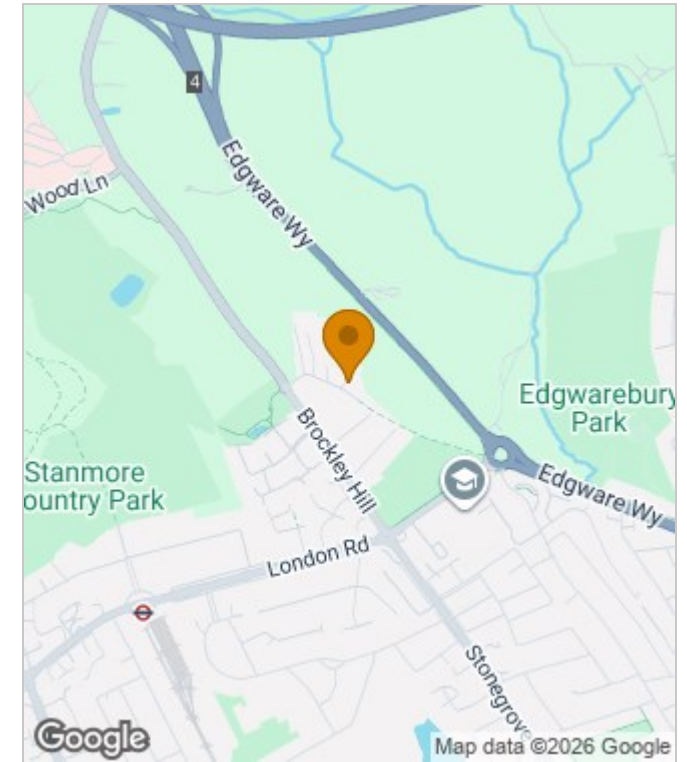 4
Edgware Wy
Wood Ln
Edgwarebury
Park
Brockley Hill
Stanmore
ountry Park
Edgware Wy
London Rd
Stonegrove
Google
Map data ©2026 Google